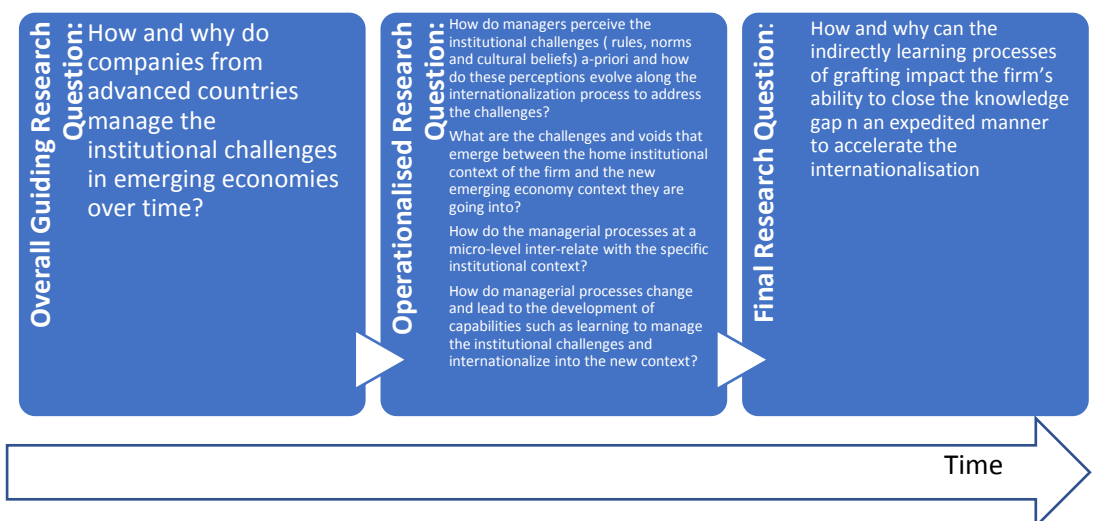 Overall Guiding Research
Question:
How and why do
companies from
advanced countries
manage the
institutional challenges
in emerging economies
over time?
Operationalised Research
Question:
How do managers perceive the
institutional challenges ( rules, norms
and cultural beliefs) a-priori and how
do these perceptions evolve along the
internationalization process to address
the challenges?
What are the challenges and voids that
emerge between the home institutional
context of the firm and the new
emerging economy context they are
going into?
How do the managerial processes at a
micro-level inter-relate with the specific
institutional context?
How do managerial processes change
and lead to the development of
capabilities such as learning to manage
the institutional challenges and
internationalize into the new context?
Final Research Question:
How and why can the
indirectly learning processes
of grafting impact the firm’s
ability to close the knowledge
gap n an expedited manner
to accelerate the
internationalisation
Time